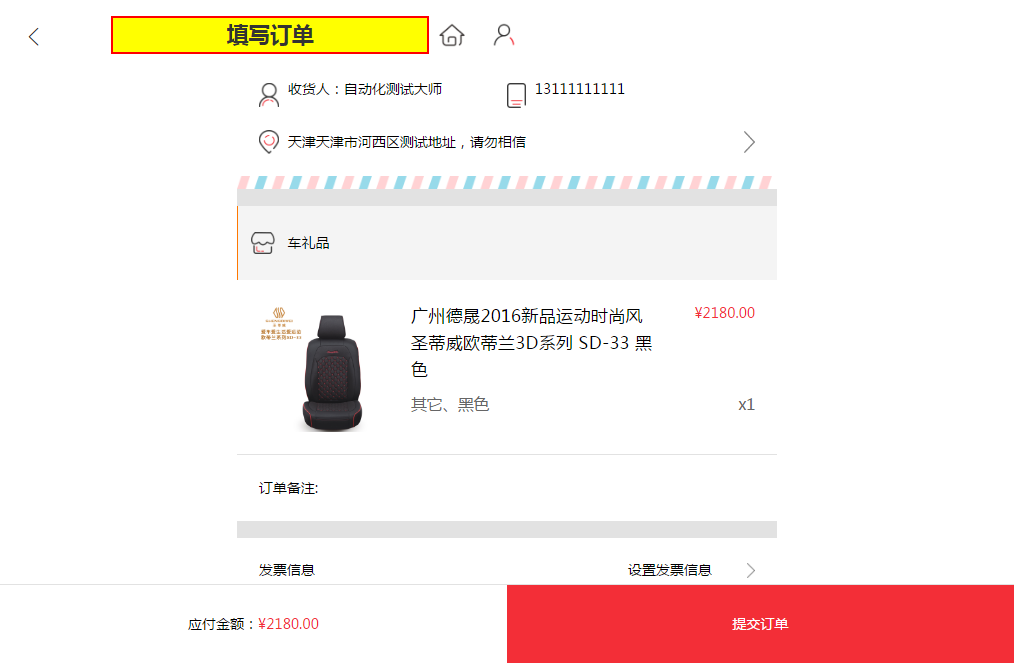 填写订单
收货人：自动化测试大师
13111111111
天津天津市河西区测试地址，请勿相信
车礼品
广州德晟2016新品运动时尚风
圣蒂威欧蒂兰3D系列 SD-33 黑
色
¥2180.00
其它、黑色
x1
订单备注:
发票信息
设置发票信息
应付金额：¥2180.00
提交订单